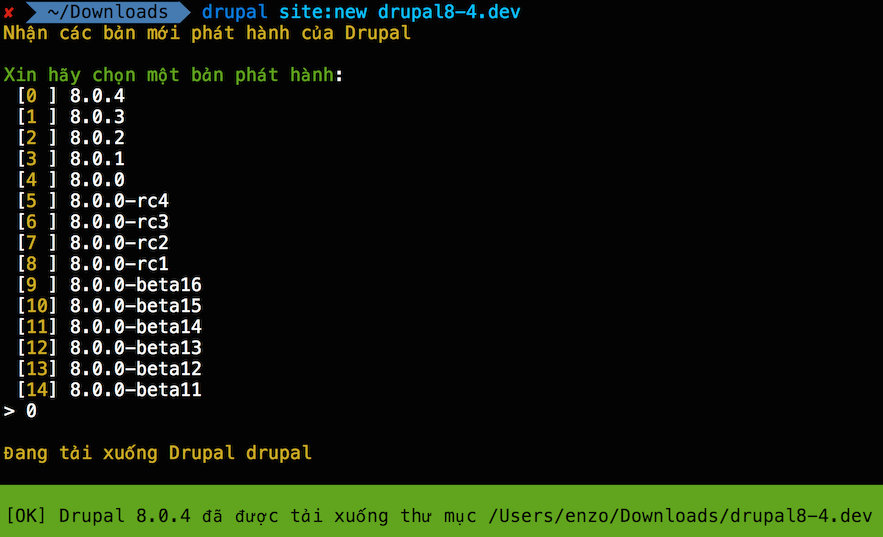 ✘ ~/Downloads drupal site:new drupal8-4.dev
Nhận các bản mới phát hành của Drupal
Xin hãy chọn một bản phát hành:
[0 ] 8.0.4
[1 ] 8.0.3
[2 ] 8.0.2
[3 ] 8.0.1
[4 ] 8.0.0
[5 ] 8.0.0-rc4
[6 ] 8.0.0-rc3
[7 ] 8.0.0-rc2
[8 ] 8.0.0-rc1
[9 ] 8.0.0-beta16
[10] 8.0.0-beta15
[11] 8.0.0-beta14
[12] 8.0.0-beta13
[13] 8.0.0-beta12
[14] 8.0.0-beta11
> 0
Đang tải xuống Drupal drupal
[OK] Drupal 8.0.4 đã được tải xuống thư mục /Users/enzo/Downloads/drupal8-4.dev